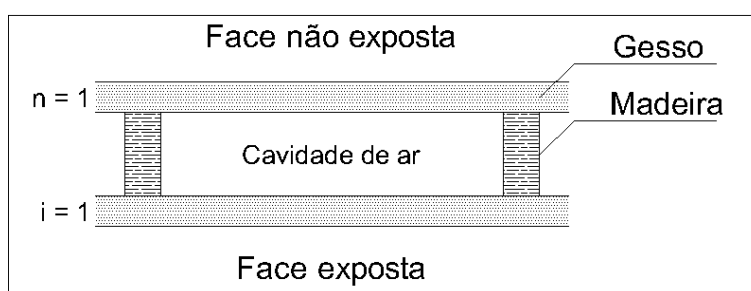 Face não exposta
Gesso
n = 1
Madeira
Cavidade de ar
i = 1
Face exposta